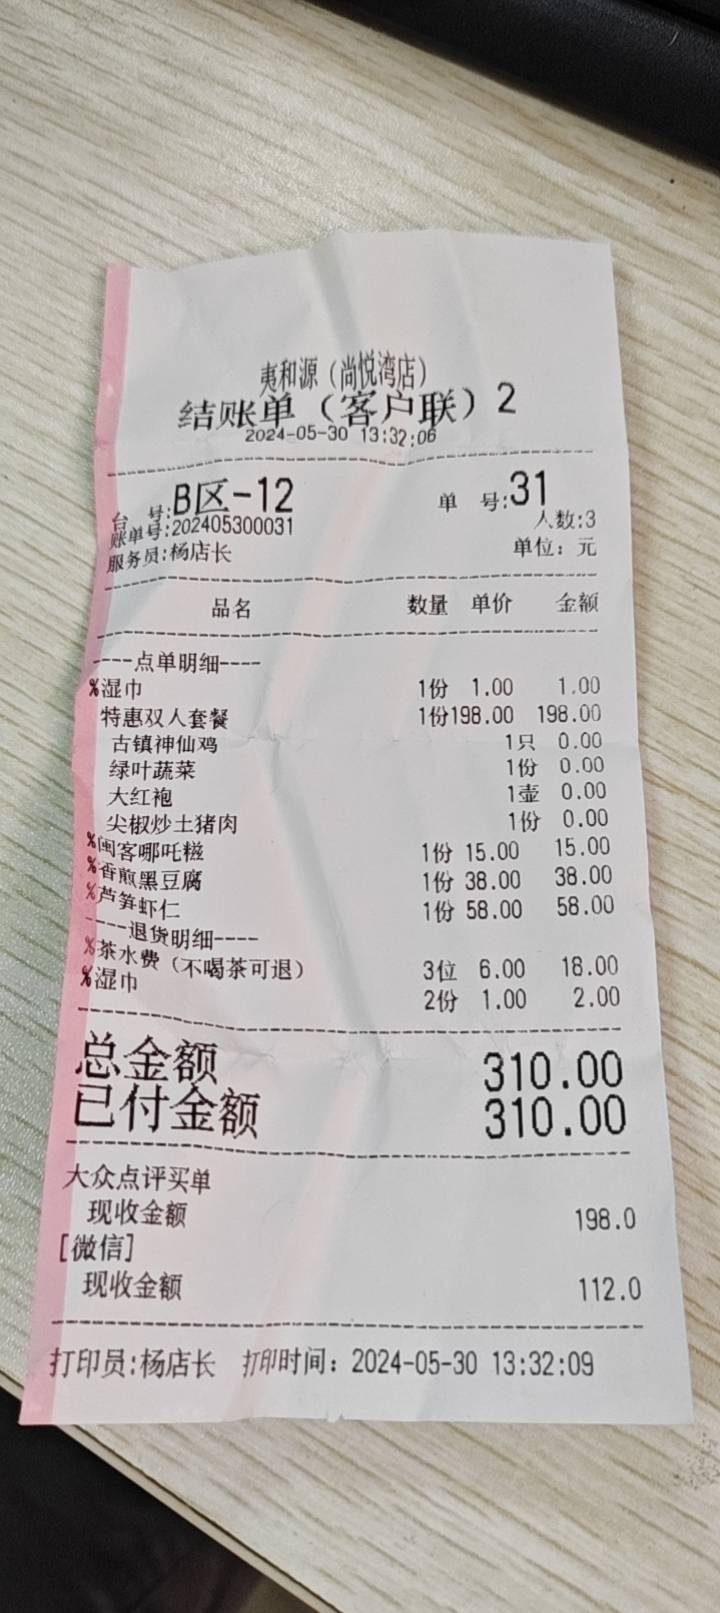 夷和源（尚悦湾店）
结账单（客户联）2
2024-05-30 13:32:06
台 号:B区-12 单 号:31
账单号:202405300031 人数:3
服务员:杨店长 单位：元
品名 数量 单价 金额
----点单明细----
%湿巾 1份 1.00 1.00
特惠双人套餐 1份198.00 198.00
古镇神仙鸡 1只 0.00
绿叶蔬菜 1份 0.00
大红袍 1壶 0.00
尖椒炒土猪肉 1份 0.00
%闽客哪吒糍 1份 15.00 15.00
%香煎黑豆腐 1份 38.00 38.00
%芦笋虾仁 1份 58.00 58.00
----退货明细----
%茶水费（不喝茶可退） 3位 6.00 18.00
%湿巾 2份 1.00 2.00
总金额 310.00
已付金额 310.00
大众点评买单
现收金额 198.0
[微信]
现收金额 112.0
打印员:杨店长 打印时间：2024-05-30 13:32:09